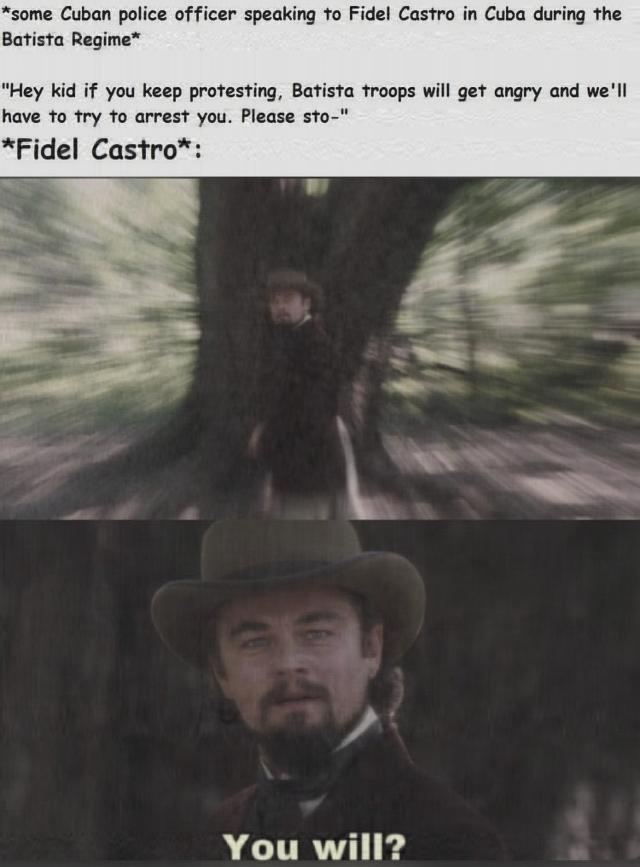 *some Cuban police officer speaking to Fidel Castro in Cuba during the
Batista Regime*
"Hey kid if you keep protesting, Batista troops will get angry and we'll
have to try to arrest you. Please sto-"
*Fidel Castro*:
You will?